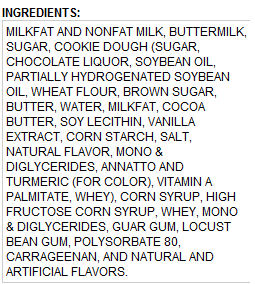 INGREDIENTS:
MILKFAT AND NONFAT MILK, BUTTERMILK,
SUGAR, COOKIE DOUGH (SUGAR,
CHOCOLATE LIQUOR, SOYBEAN OIL,
PARTIALLY HYDROGENATED SOYBEAN
OIL, WHEAT FLOUR, BROWN SUGAR,
BUTTER, WATER, MILKFAT, COCOA
BUTTER, SOY LECITHIN, VANILLA
EXTRACT, CORN STARCH, SALT,
NATURAL FLAVOR, MONO &
DIGLYCERIDES, ANNATTO AND
TURMERIC (FOR COLOR), VITAMIN A
PALMITATE, WHEY), CORN SYRUP, HIGH
FRUCTOSE CORN SYRUP, WHEY, MONO
& DIGLYCERIDES, GUAR GUM, LOCUST
BEAN GUM, POLYSORBATE 80,
CARRAGEENAN, AND NATURAL AND
ARTIFICIAL FLAVORS.